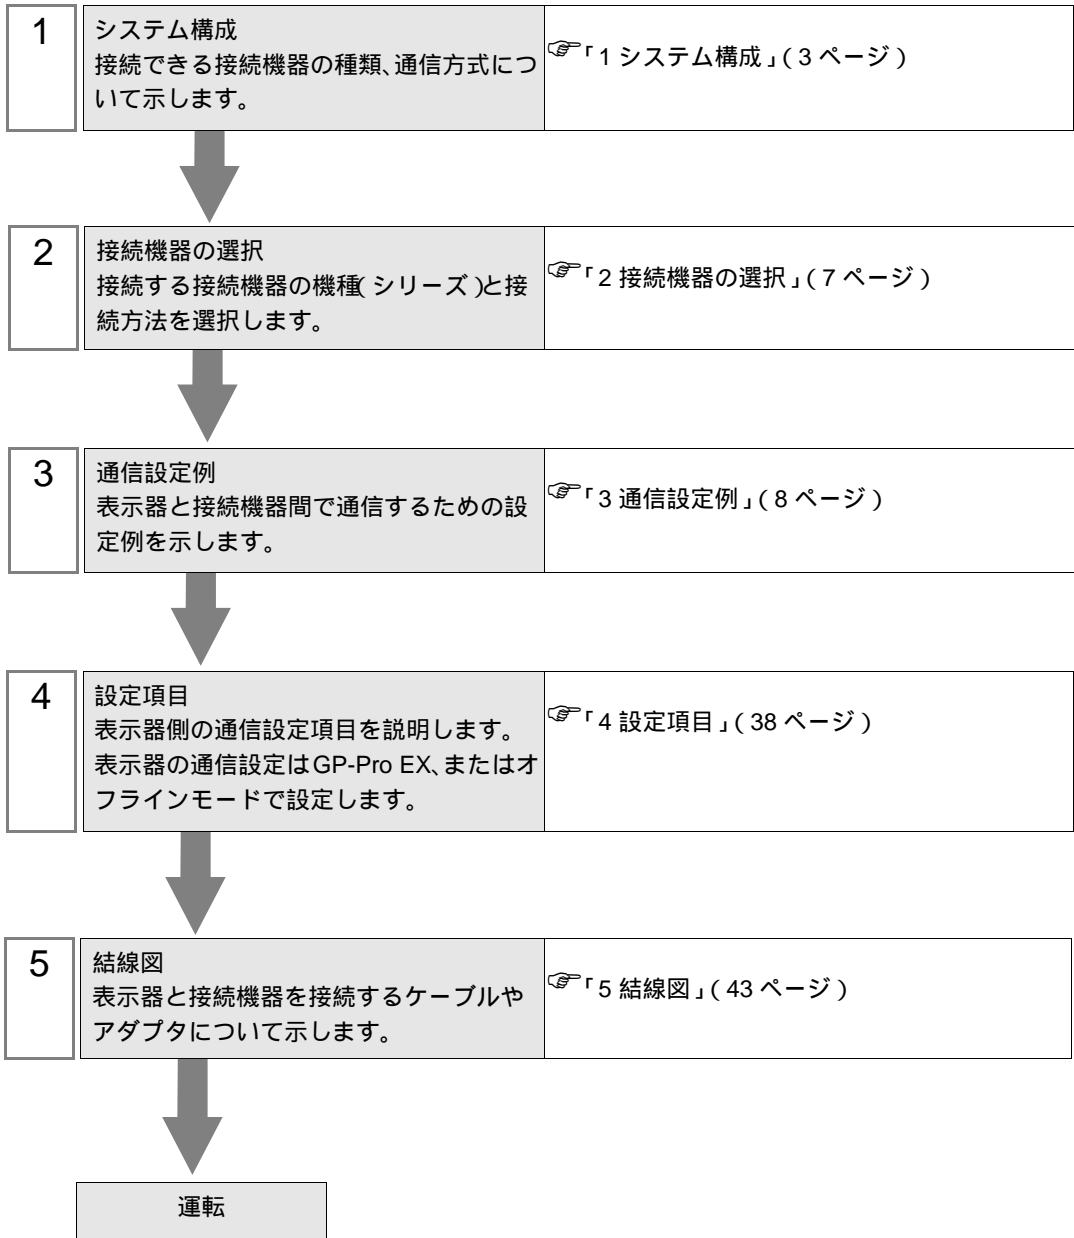 1
システム構成
接続できる接続機器の種類、通信方式につ
いて示します。
「1 システム構成」(3 ページ)
2
接続機器の選択
接続する接続機器の機種(シリーズ)と接
続方法を選択します。
「2 接続機器の選択」(7 ページ)
3
通信設定例
表示器と接続機器間で通信するための設
定例を示します。
「3 通信設定例」(8 ページ)
4
設定項目
表示器側の通信設定項目を説明します。
表示器の通信設定はGP-Pro EX、またはオ
フラインモードで設定します。
「4 設定項目」(38 ページ)
5
結線図
表示器と接続機器を接続するケーブルや
アダプタについて示します。
「5 結線図」(43 ページ)
運転